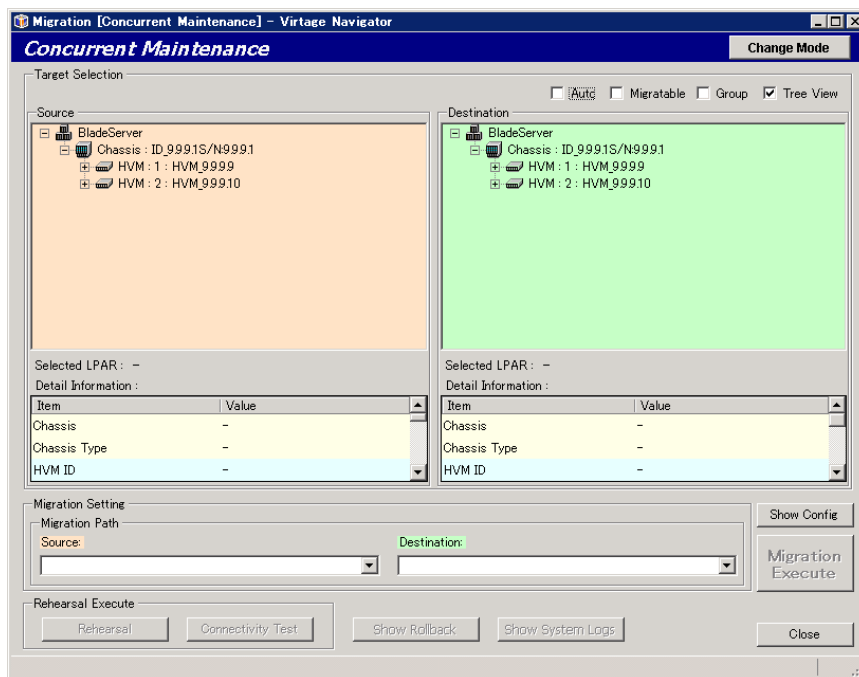 Migration [Concurrent Maintenance] - Virtage Navigator
Concurrent Maintenance
Change Mode
Target Selection
Auto Migratable Group Tree View
Source
BladeServer
Chassis : ID_9.9.9.1S/N:9.9.9.1
HVM : 1 : HVM_9.9.9.9
HVM : 2 : HVM_9.9.9.10
Selected LPAR : -
Detail Information :
Item Value
Chassis -
Chassis Type -
HVM ID -
Destination
BladeServer
Chassis : ID_9.9.9.1S/N:9.9.9.1
HVM : 1 : HVM_9.9.9.9
HVM : 2 : HVM_9.9.9.10
Selected LPAR : -
Detail Information :
Item Value
Chassis -
Chassis Type -
HVM ID -
Migration Setting
Migration Path
Source:
Destination:
Show Config
Migration
Execute
Rehearsal Execute
Rehearsal
Connectivity Test
Show Rollback
Show System Logs
Close